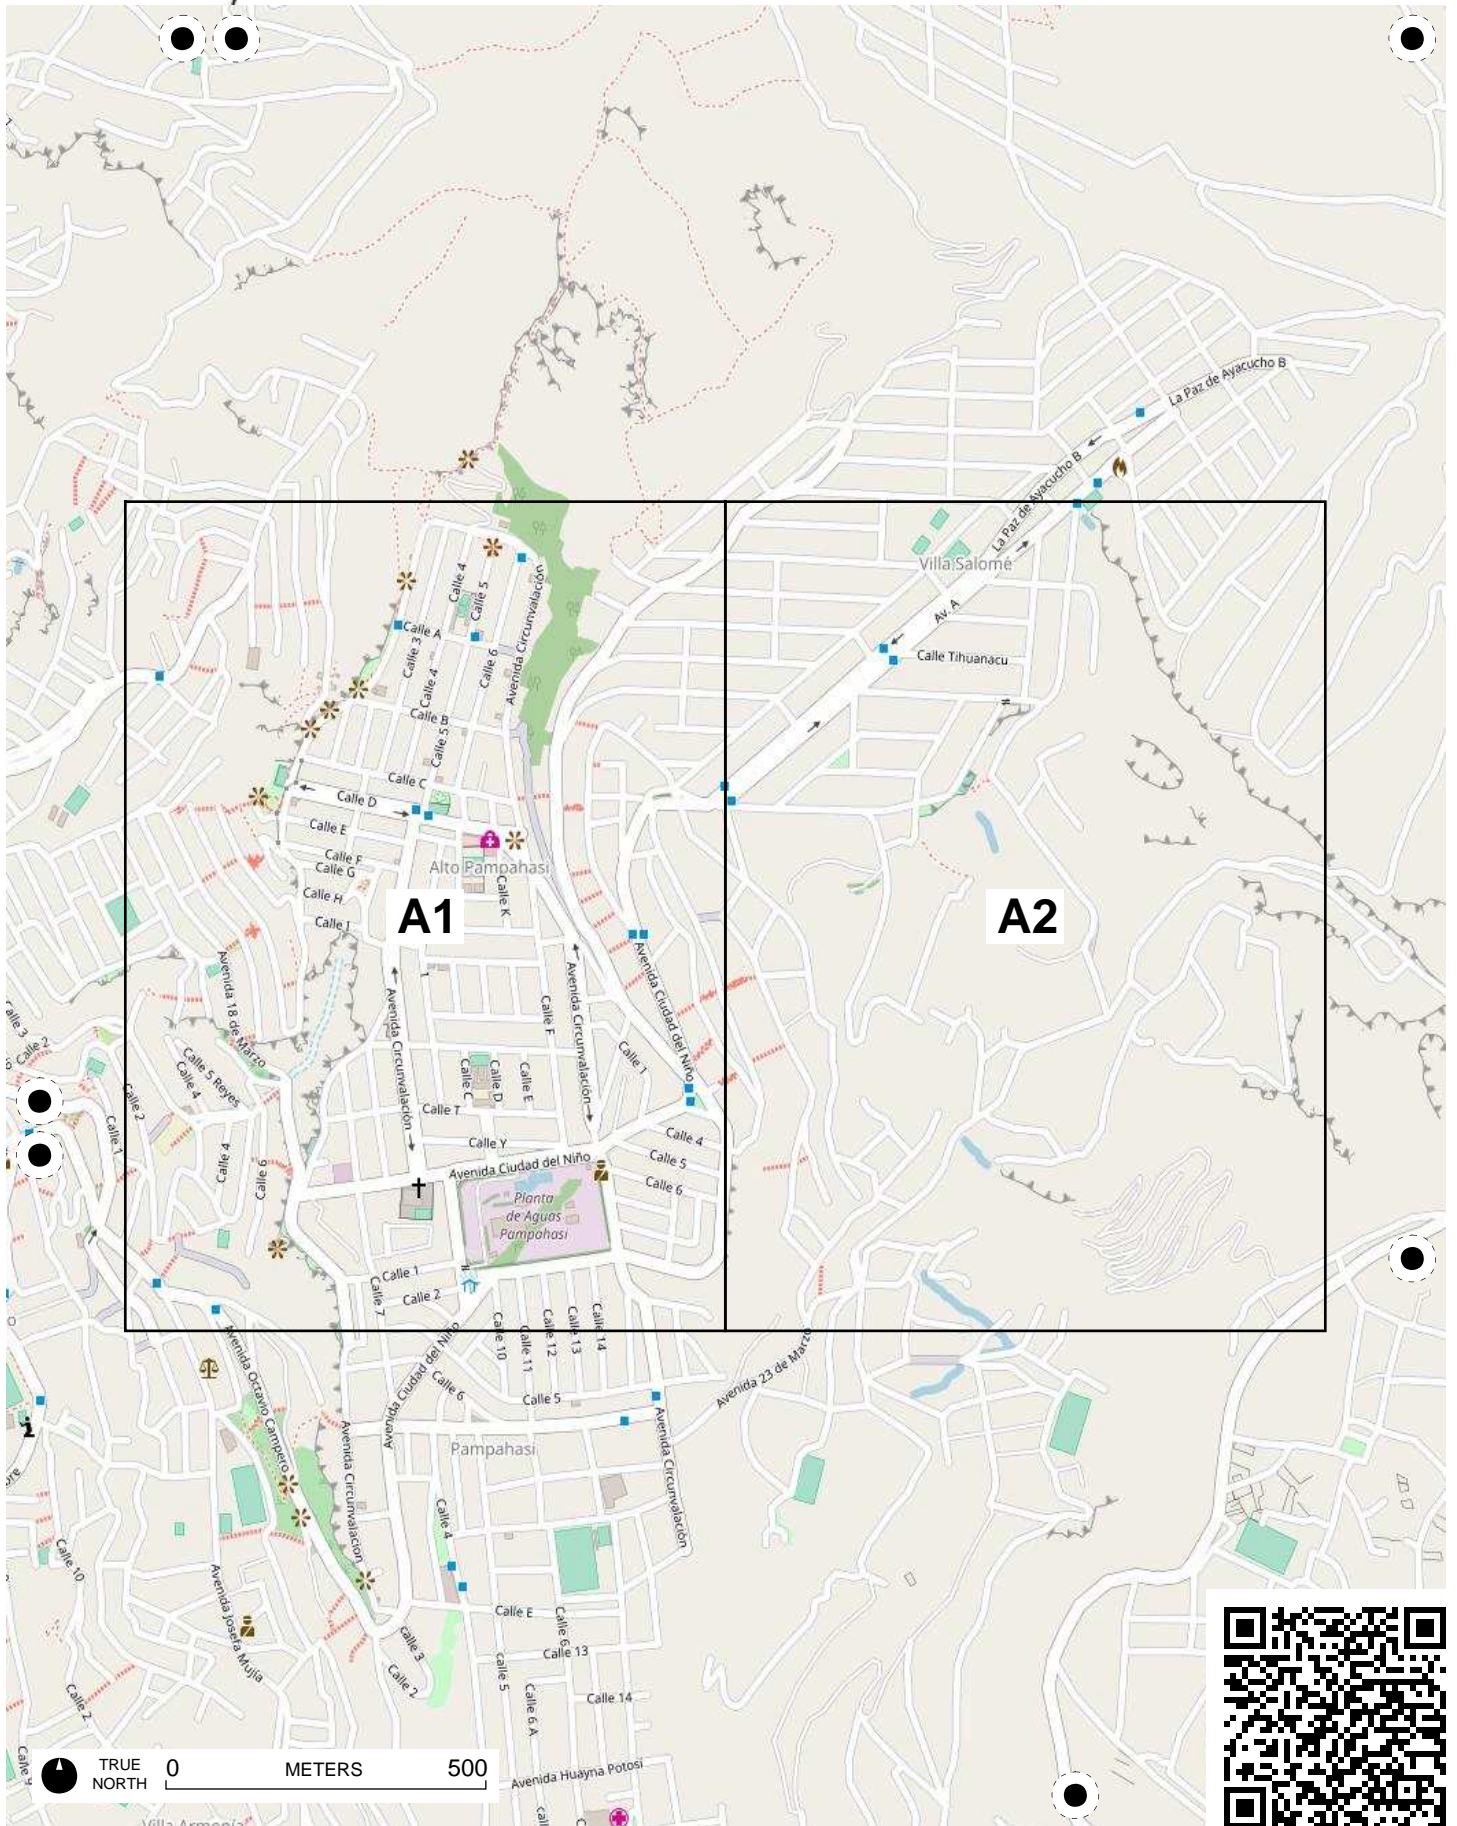 La Paz de Ayacucho B
La Paz de Ayacucho B
Villa Salomé
Av. A
Calle Tihuanacu
Calle 4
Calle 5
Avenida Circunvalación
Calle A
Calle 3
Calle 4
Calle 6
Calle B
Calle 5
Calle C
Calle D
Calle E
Calle F
Calle G
Alto Pampahasi
Calle H
Calle K
Calle I
A1
A2
Avenida 18 de Marzo
Avenida Circunvalación
Calle F
Avenida Circunvalación
Avenida Ciudad del Niño
Calle 3
Calle 2
Calle 5 Reyes
Calle 4
Calle 1
Calle C
Calle D
Calle E
Calle 2
Calle 1
Calle T
Calle Y
Calle 4
Calle 5
Calle 6
Calle 4
Calle 6
Avenida Ciudad del Niño
Planta
de Aguas
Pampahasi
Calle 1
Calle 7
Calle 2
Calle 10
Calle 11
Calle 12
Calle 13
Calle 14
Avenida 23 de Marzo
Avenida Octavio Campero
Avenida Ciudad del Niño
Calle 6
Calle 5
Avenida Circunvalacion
Pampahasi
Avenida Circunvalación
Calle 4
Calle 10
Avenida Josefa Mujía
Calle E
calle 3
Calle 2
Calle 6
Calle 13
calle 5
Calle 6 A
Calle 14
Calle 2
Avenida Huayna Potosí
TRUE
NORTH
0 METERS 500
Villa Armonía